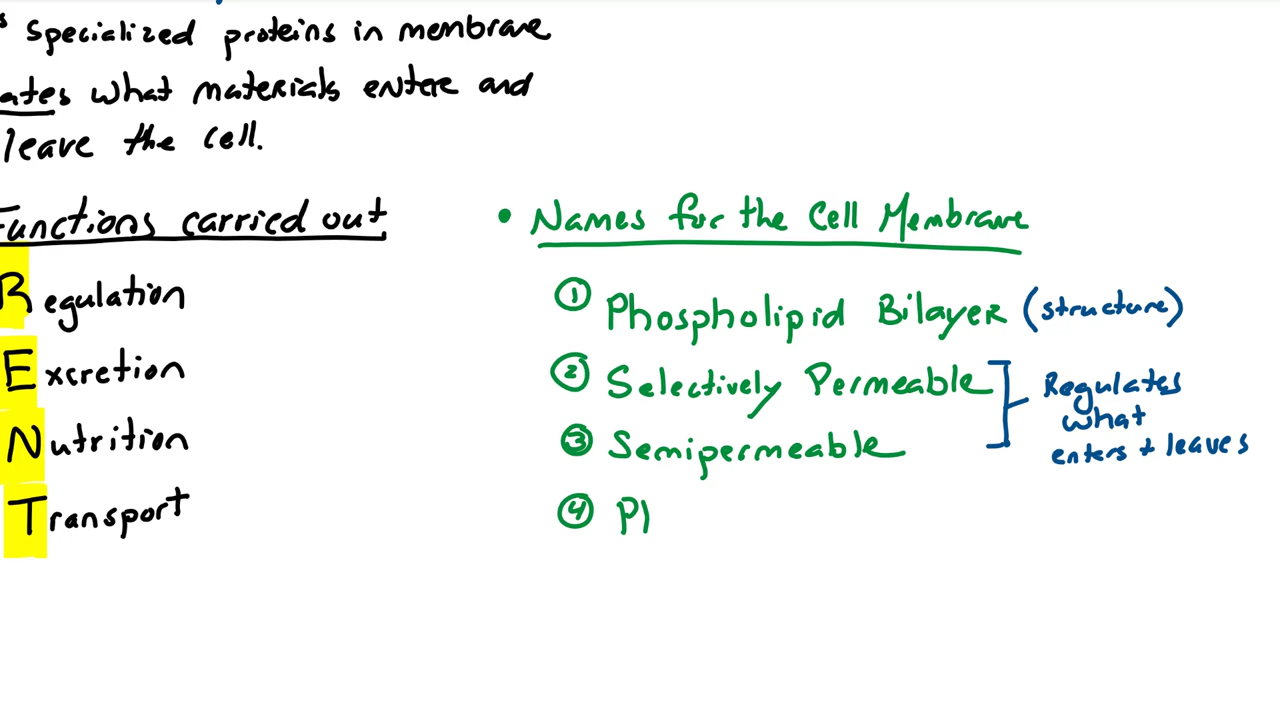 s specialized proteins in membrane
ates what materials enter and
leave the cell.
Functions carried out
Regulation
Excretion
Nutrition
Transport
• Names for the Cell Membrane
① Phospholipid Bilayer (structure)
② Selectively Permeable
③ Semipermeable
Regulates
what
enters + leaves
④ Pl